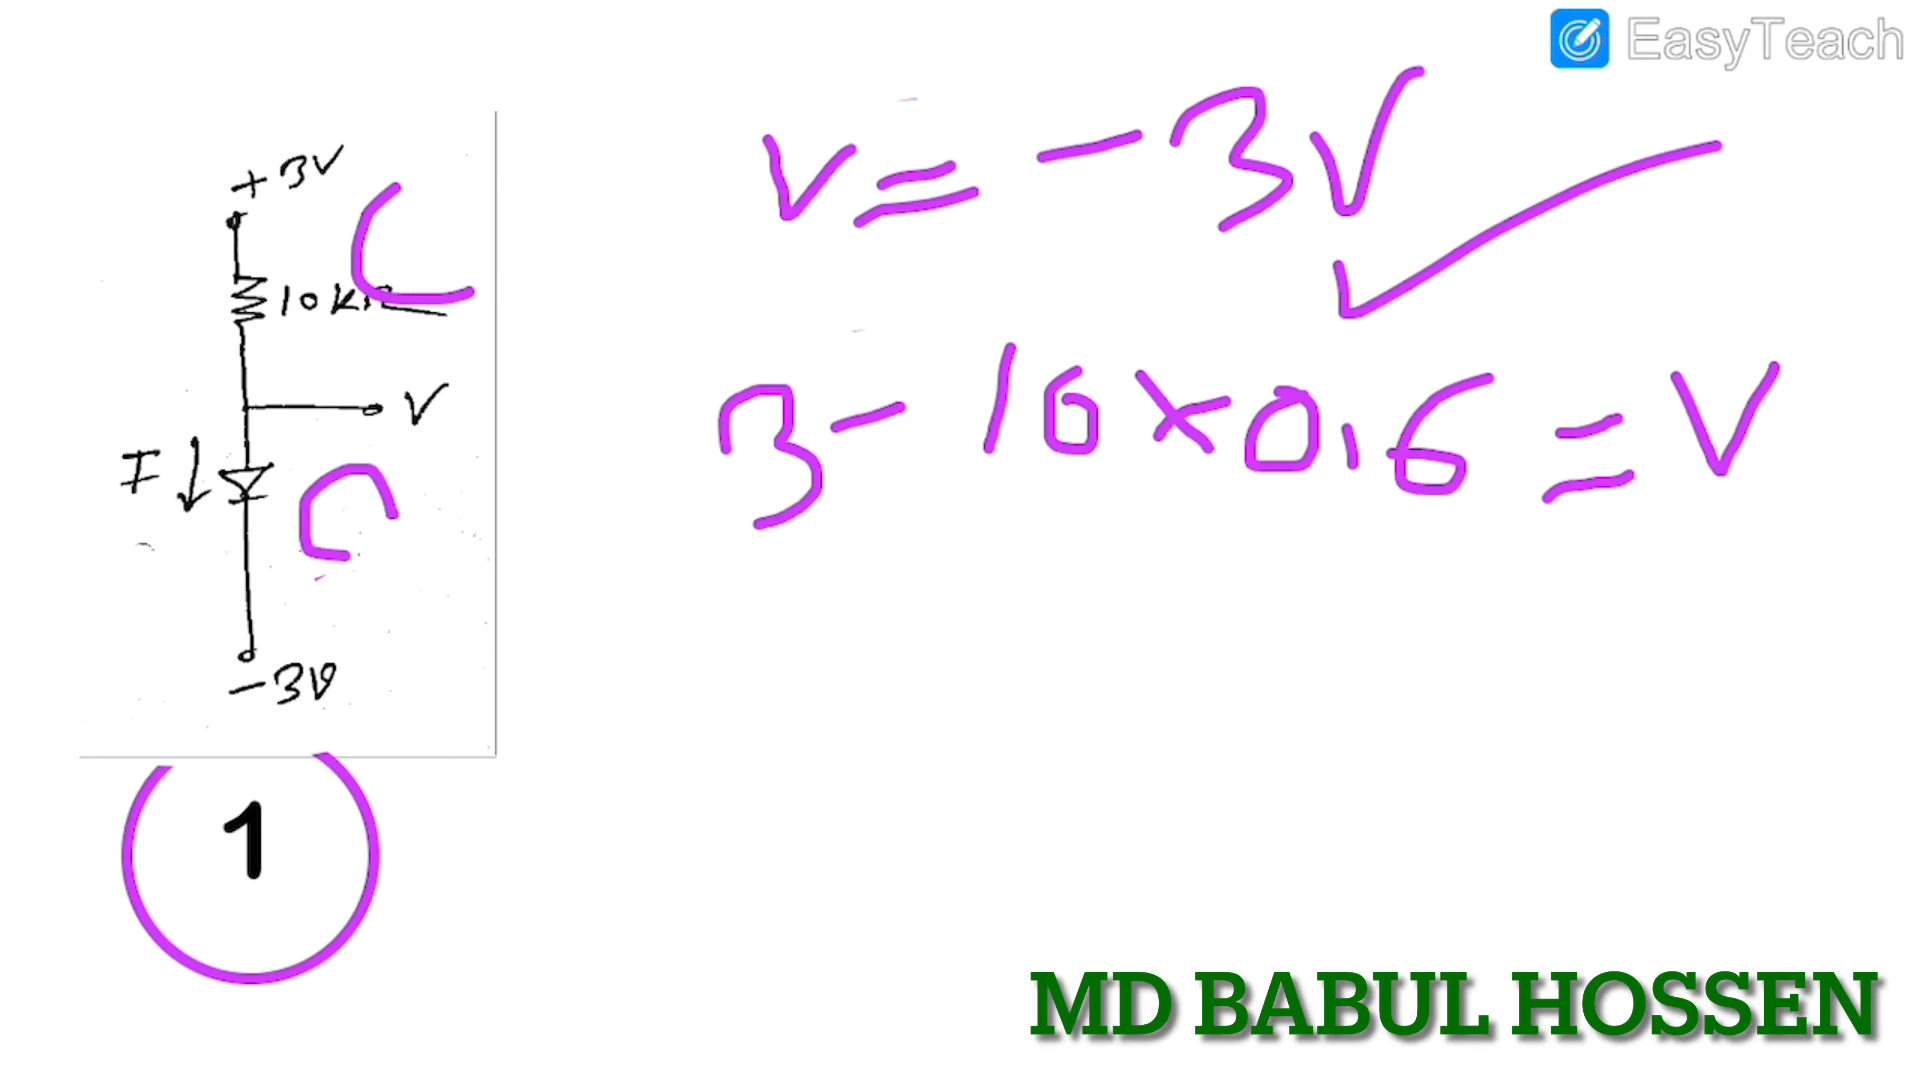 EasyTeach
+3V
10KΩ
V
I
-3V
1
V = -3V
3 - 10 × 0.6 = V
MD BABUL HOSSEN